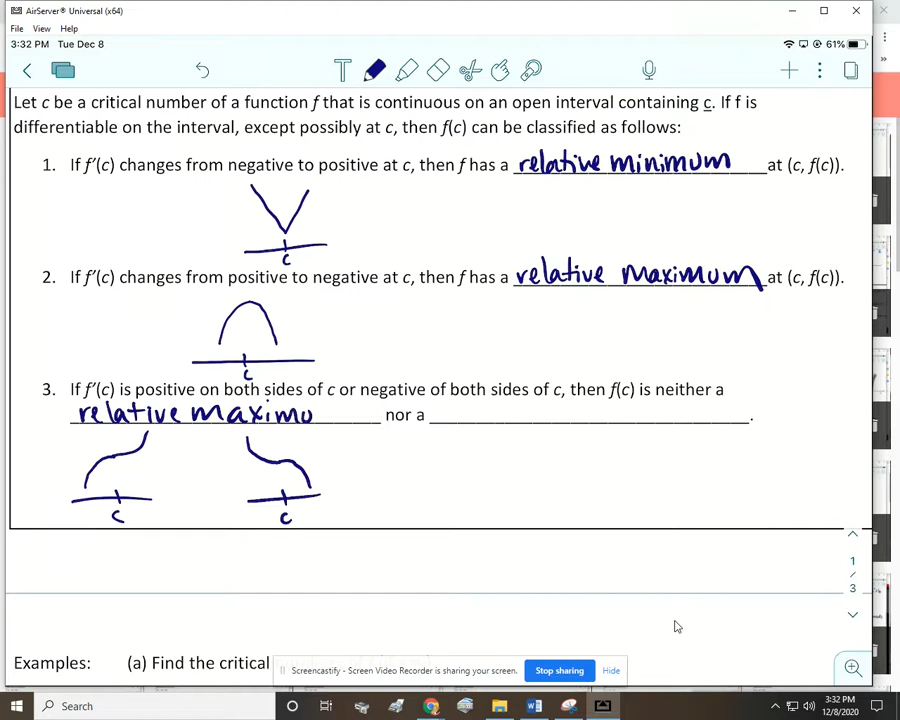 AirServer® Universal (x64)
File View Help
3:32 PM Tue Dec 8
61%
T
Let c be a critical number of a function f that is continuous on an open interval containing c. If f is
differentiable on the interval, except possibly at c, then f(c) can be classified as follows:
1. If f'(c) changes from negative to positive at c, then f has a relative minimum at (c, f(c)).
c
2. If f'(c) changes from positive to negative at c, then f has a relative maximum at (c, f(c)).
c
3. If f'(c) is positive on both sides of c or negative of both sides of c, then f(c) is neither a
relative maximu nor a ____.
c c
1
/
3
Examples: (a) Find the critical
Screencastify - Screen Video Recorder is sharing your screen. Stop sharing Hide
Search
3:32 PM
12/8/2020